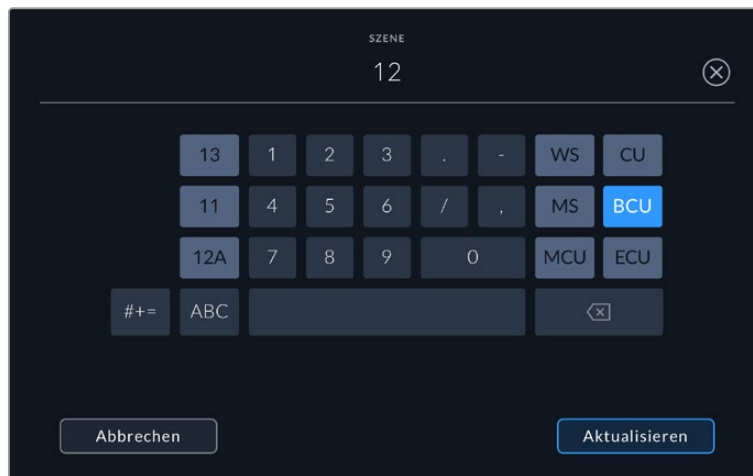 SZENE
12
13 1 2 3 . - WS CU
11 4 5 6 / , MS BCU
12A 7 8 9 0 MCU ECU
#+= ABC
Abbrechen Aktualisieren